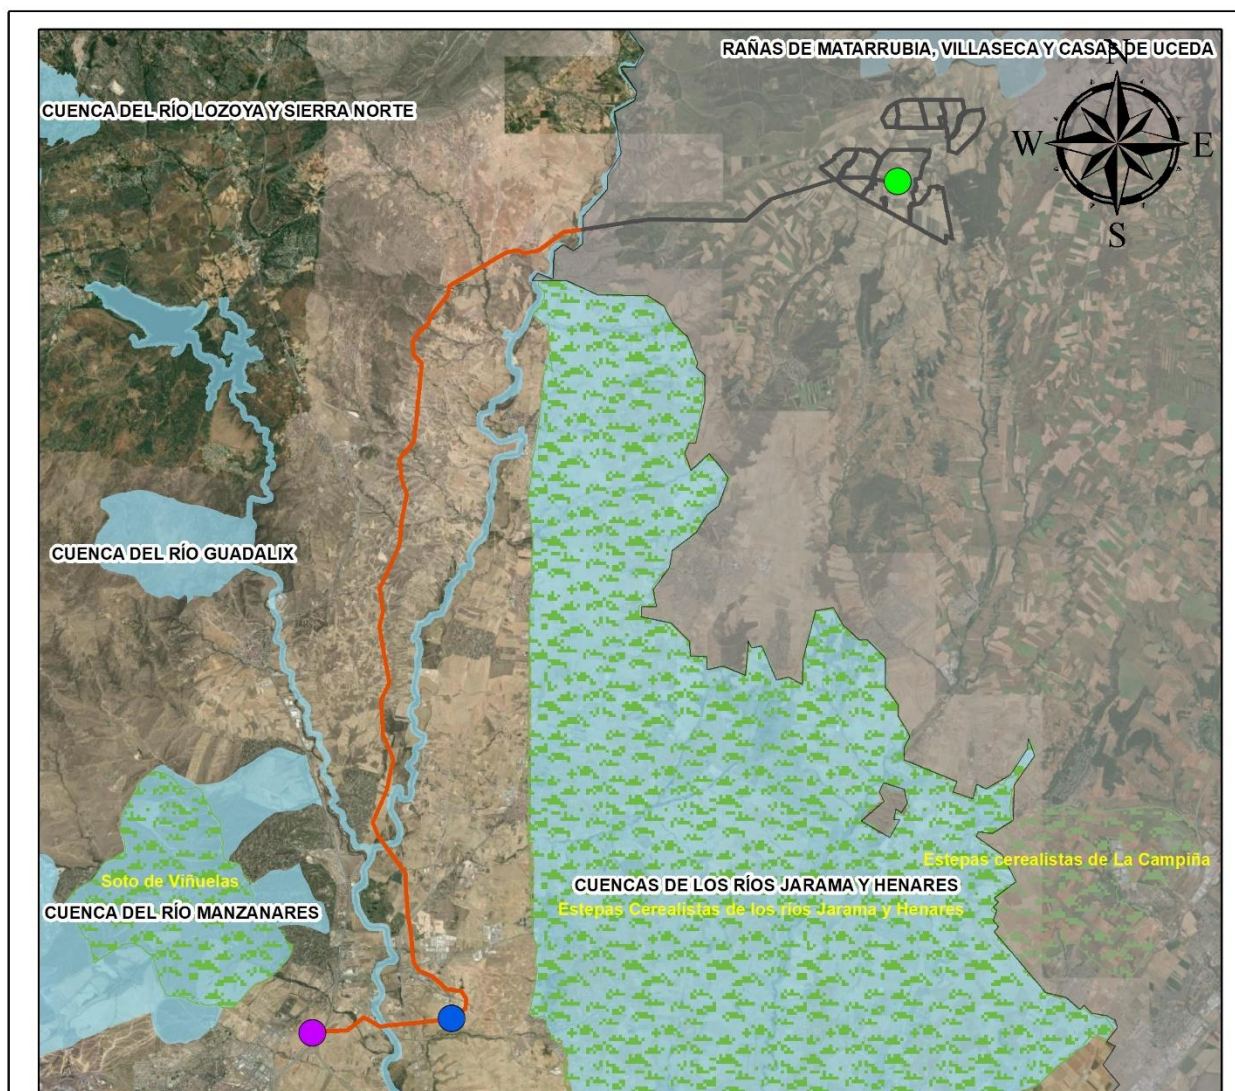 RAÑAS DE MATARRUBIA, VILLASECA Y CASAS DE UCEDA
N
CUENCA DEL RÍO LOZOYA Y SIERRA NORTE
W
E
S
CUENCA DEL RÍO GUADALIX
Estepas cerealistas de La Campiña
Soto de Viñuelas
CUENCAS DE LOS RÍOS JARAMA Y HENARES
CUENCA DEL RÍO MANZANARES
Estepas Cerealistas de los ríos Jarama y Henares